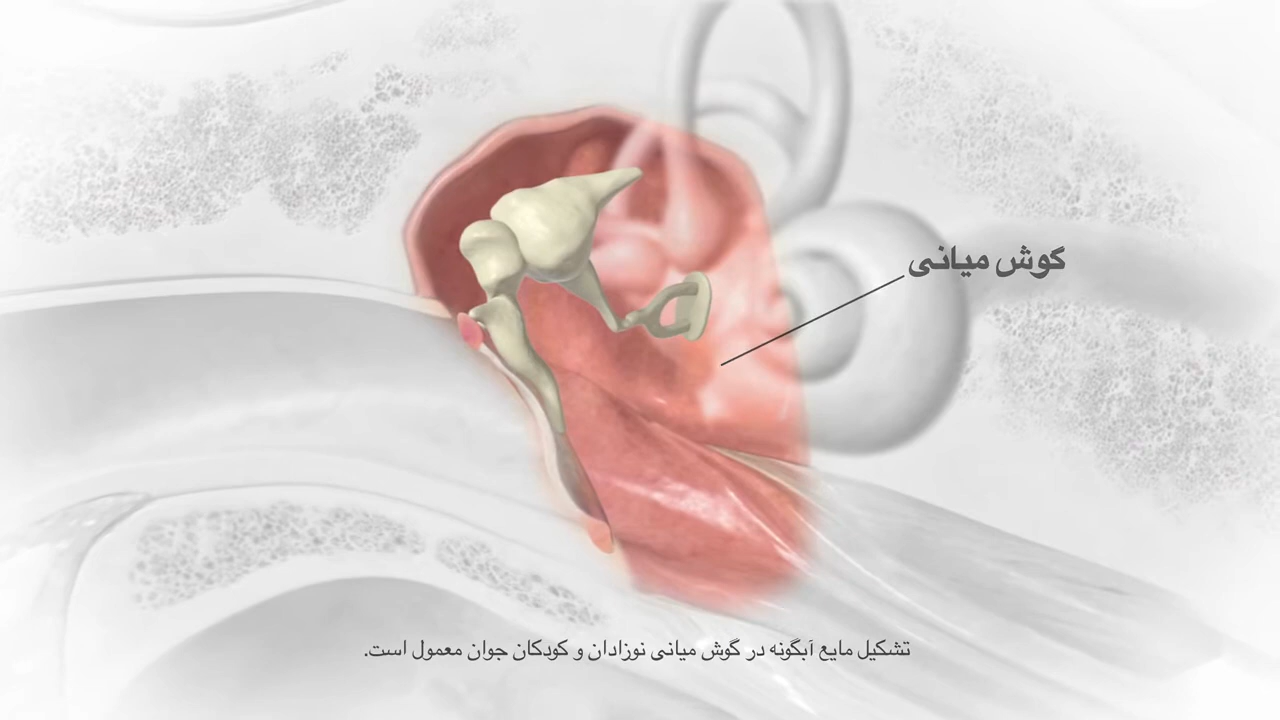 گوش میانی
تشکیل مایع آبگونه در گوش میانی نوزادان و کودکان جوان معمول است.